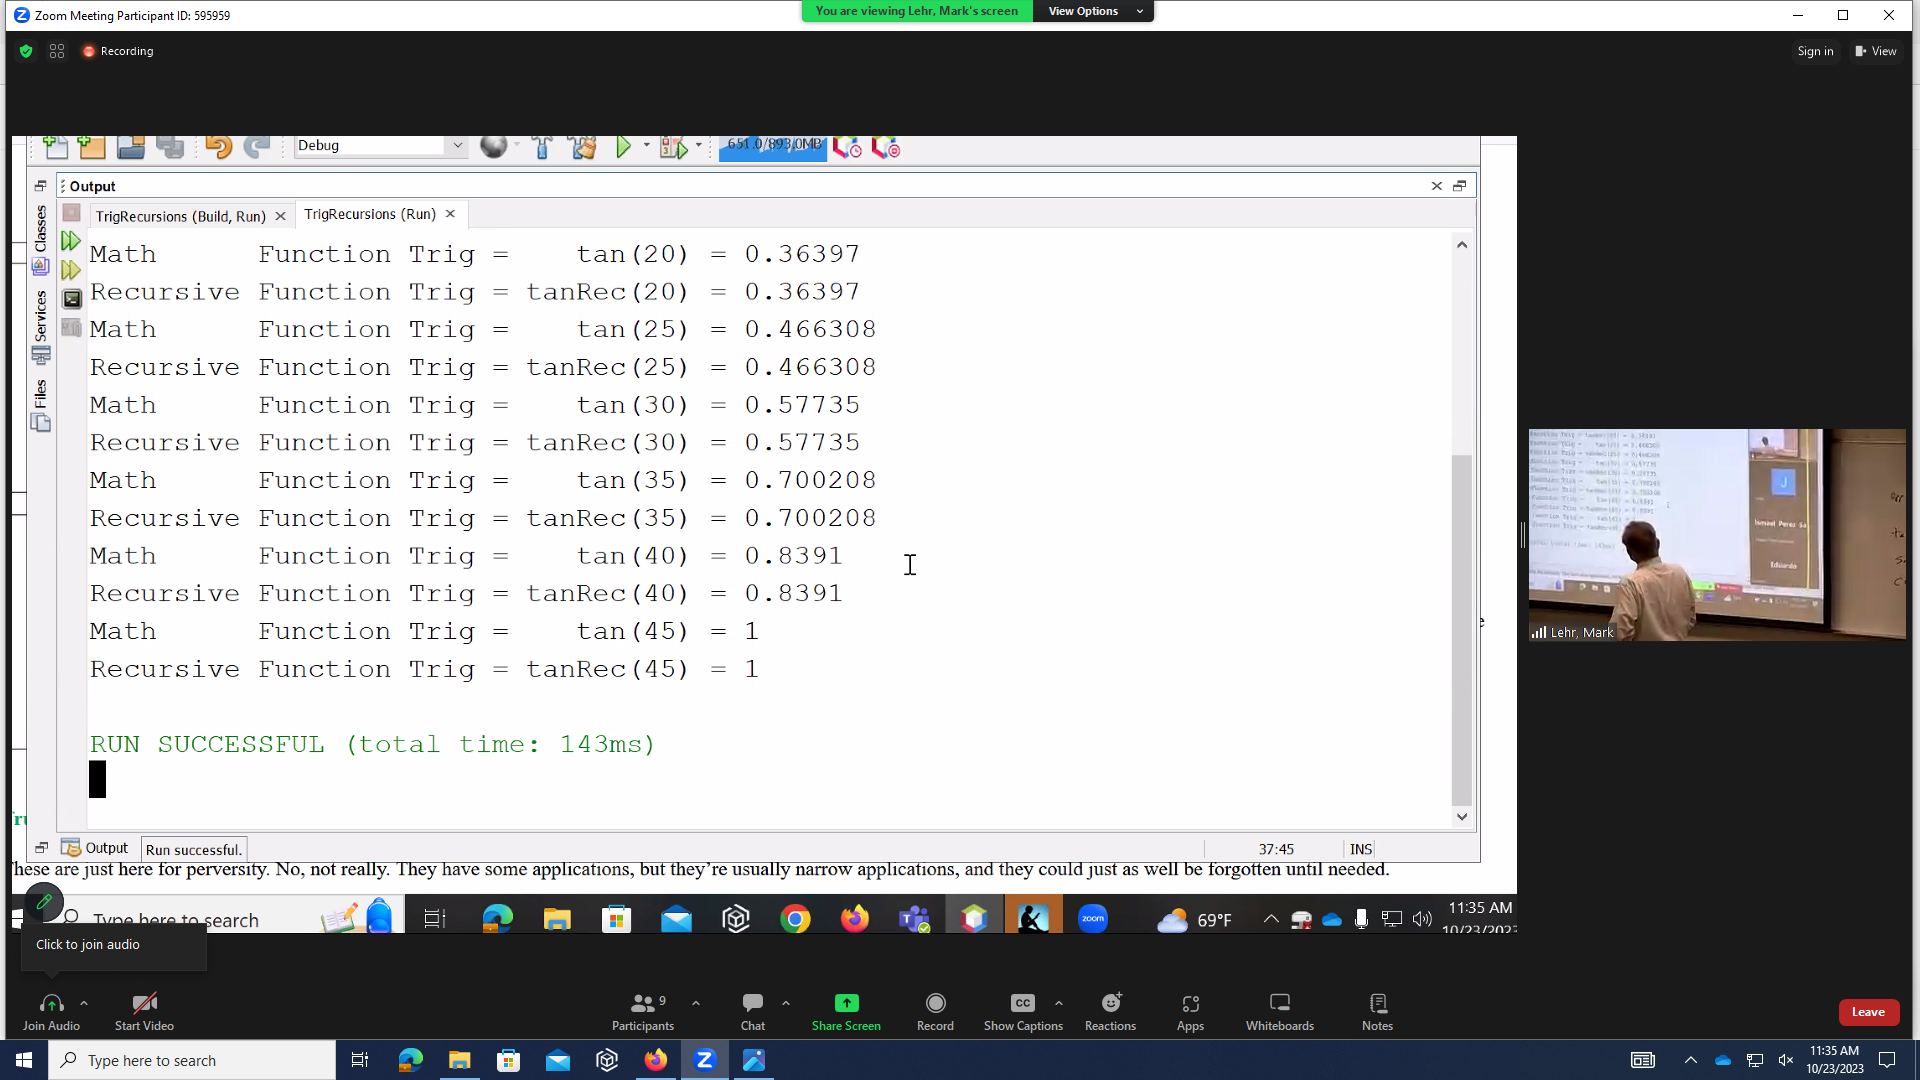 Zoom Meeting Participant ID: 595959
You are viewing Lehr, Mark's screen
View Options
Recording
Sign in
View
Debug
651.0/893.0MB
Output
TrigRecursions (Build, Run)
TrigRecursions (Run)
Classes
Services
Files
Math Function Trig = tan(20) = 0.36397
Recursive Function Trig = tanRec(20) = 0.36397
Math Function Trig = tan(25) = 0.466308
Recursive Function Trig = tanRec(25) = 0.466308
Math Function Trig = tan(30) = 0.57735
Recursive Function Trig = tanRec(30) = 0.57735
Math Function Trig = tan(35) = 0.700208
Recursive Function Trig = tanRec(35) = 0.700208
Math Function Trig = tan(40) = 0.8391
Recursive Function Trig = tanRec(40) = 0.8391
Math Function Trig = tan(45) = 1
Recursive Function Trig = tanRec(45) = 1
RUN SUCCESSFUL (total time: 143ms)
Output
Run successful.
37:45
INS
hese are just here for perversity. No, not really. They have some applications, but they're usually narrow applications, and they could just as well be forgotten until needed.
Type here to search
69°F
11:35 AM
10/23/2023
Click to join audio
J
Ismael Perez Sa
Eduardo
Lehr, Mark
Join Audio
Start Video
9
Participants
Chat
Share Screen
CC
Record
Show Captions
Reactions
Apps
Whiteboards
Notes
Leave
Type here to search
11:35 AM
10/23/2023